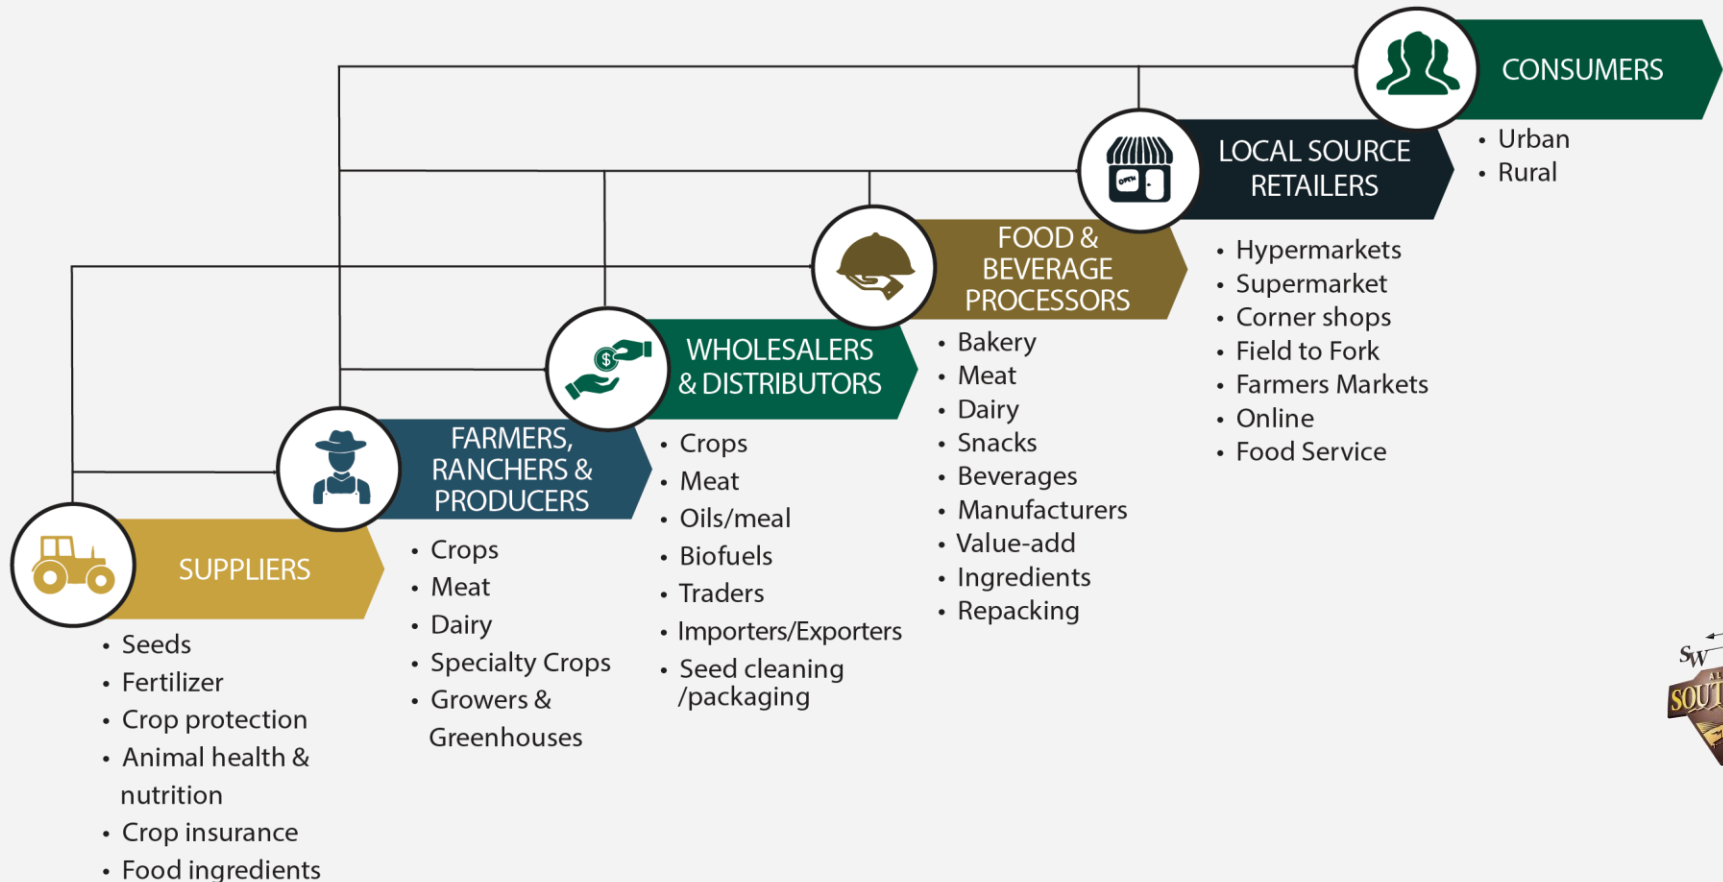 CONSUMERS
• Urban
• Rural
LOCAL SOURCE
RETAILERS
OPEN
• Hypermarkets
• Supermarket
• Corner shops
• Field to Fork
• Farmers Markets
• Online
• Food Service
FOOD &
BEVERAGE
PROCESSORS
• Bakery
• Meat
• Dairy
• Snacks
• Beverages
• Manufacturers
• Value-add
• Ingredients
• Repacking
$
WHOLESALERS
& DISTRIBUTORS
• Crops
• Meat
• Oils/meal
• Biofuels
• Traders
• Importers/Exporters
• Seed cleaning
/packaging
FARMERS,
RANCHERS &
PRODUCERS
• Crops
• Meat
• Dairy
• Specialty Crops
• Growers &
Greenhouses
SUPPLIERS
• Seeds
• Fertilizer
• Crop protection
• Animal health &
nutrition
• Crop insurance
• Food ingredients
SW